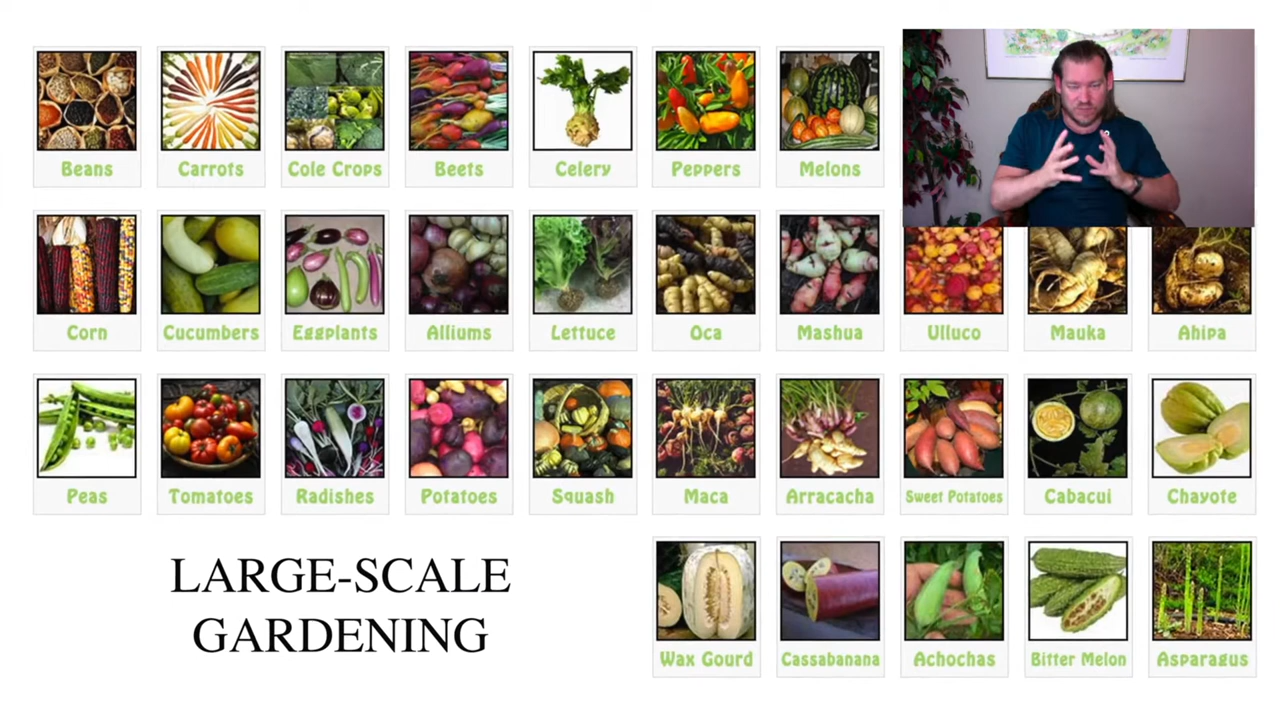 Beans
Carrots
Cole Crops
Beets
Celery
Peppers
Melons
Corn
Cucumbers
Eggplants
Alliums
Lettuce
Oca
Mashua
Ulluco
Mauka
Ahipa
Peas
Tomatoes
Radishes
Potatoes
Squash
Maca
Arracacha
Sweet Potatoes
Cabacui
Chayote
LARGE-SCALE
GARDENING
Wax Gourd
Cassabanana
Achochas
Bitter Melon
Asparagus